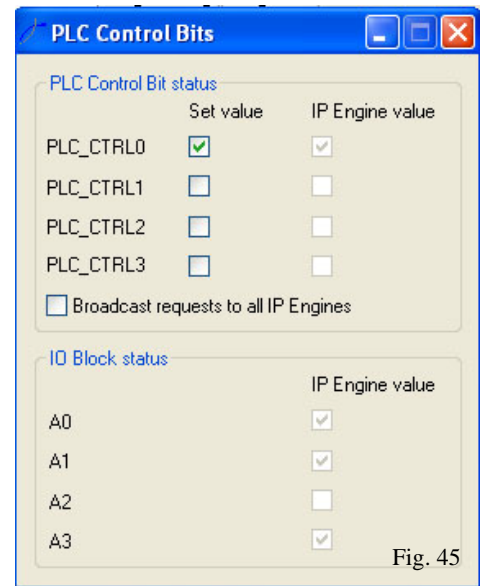 PLC Control Bits
PLC Control Bit status
Set value IP Engine value
PLC_CTRL0
PLC_CTRL1
PLC_CTRL2
PLC_CTRL3
Broadcast requests to all IP Engines
IO Block status
IP Engine value
A0
A1
A2
A3
Fig. 45